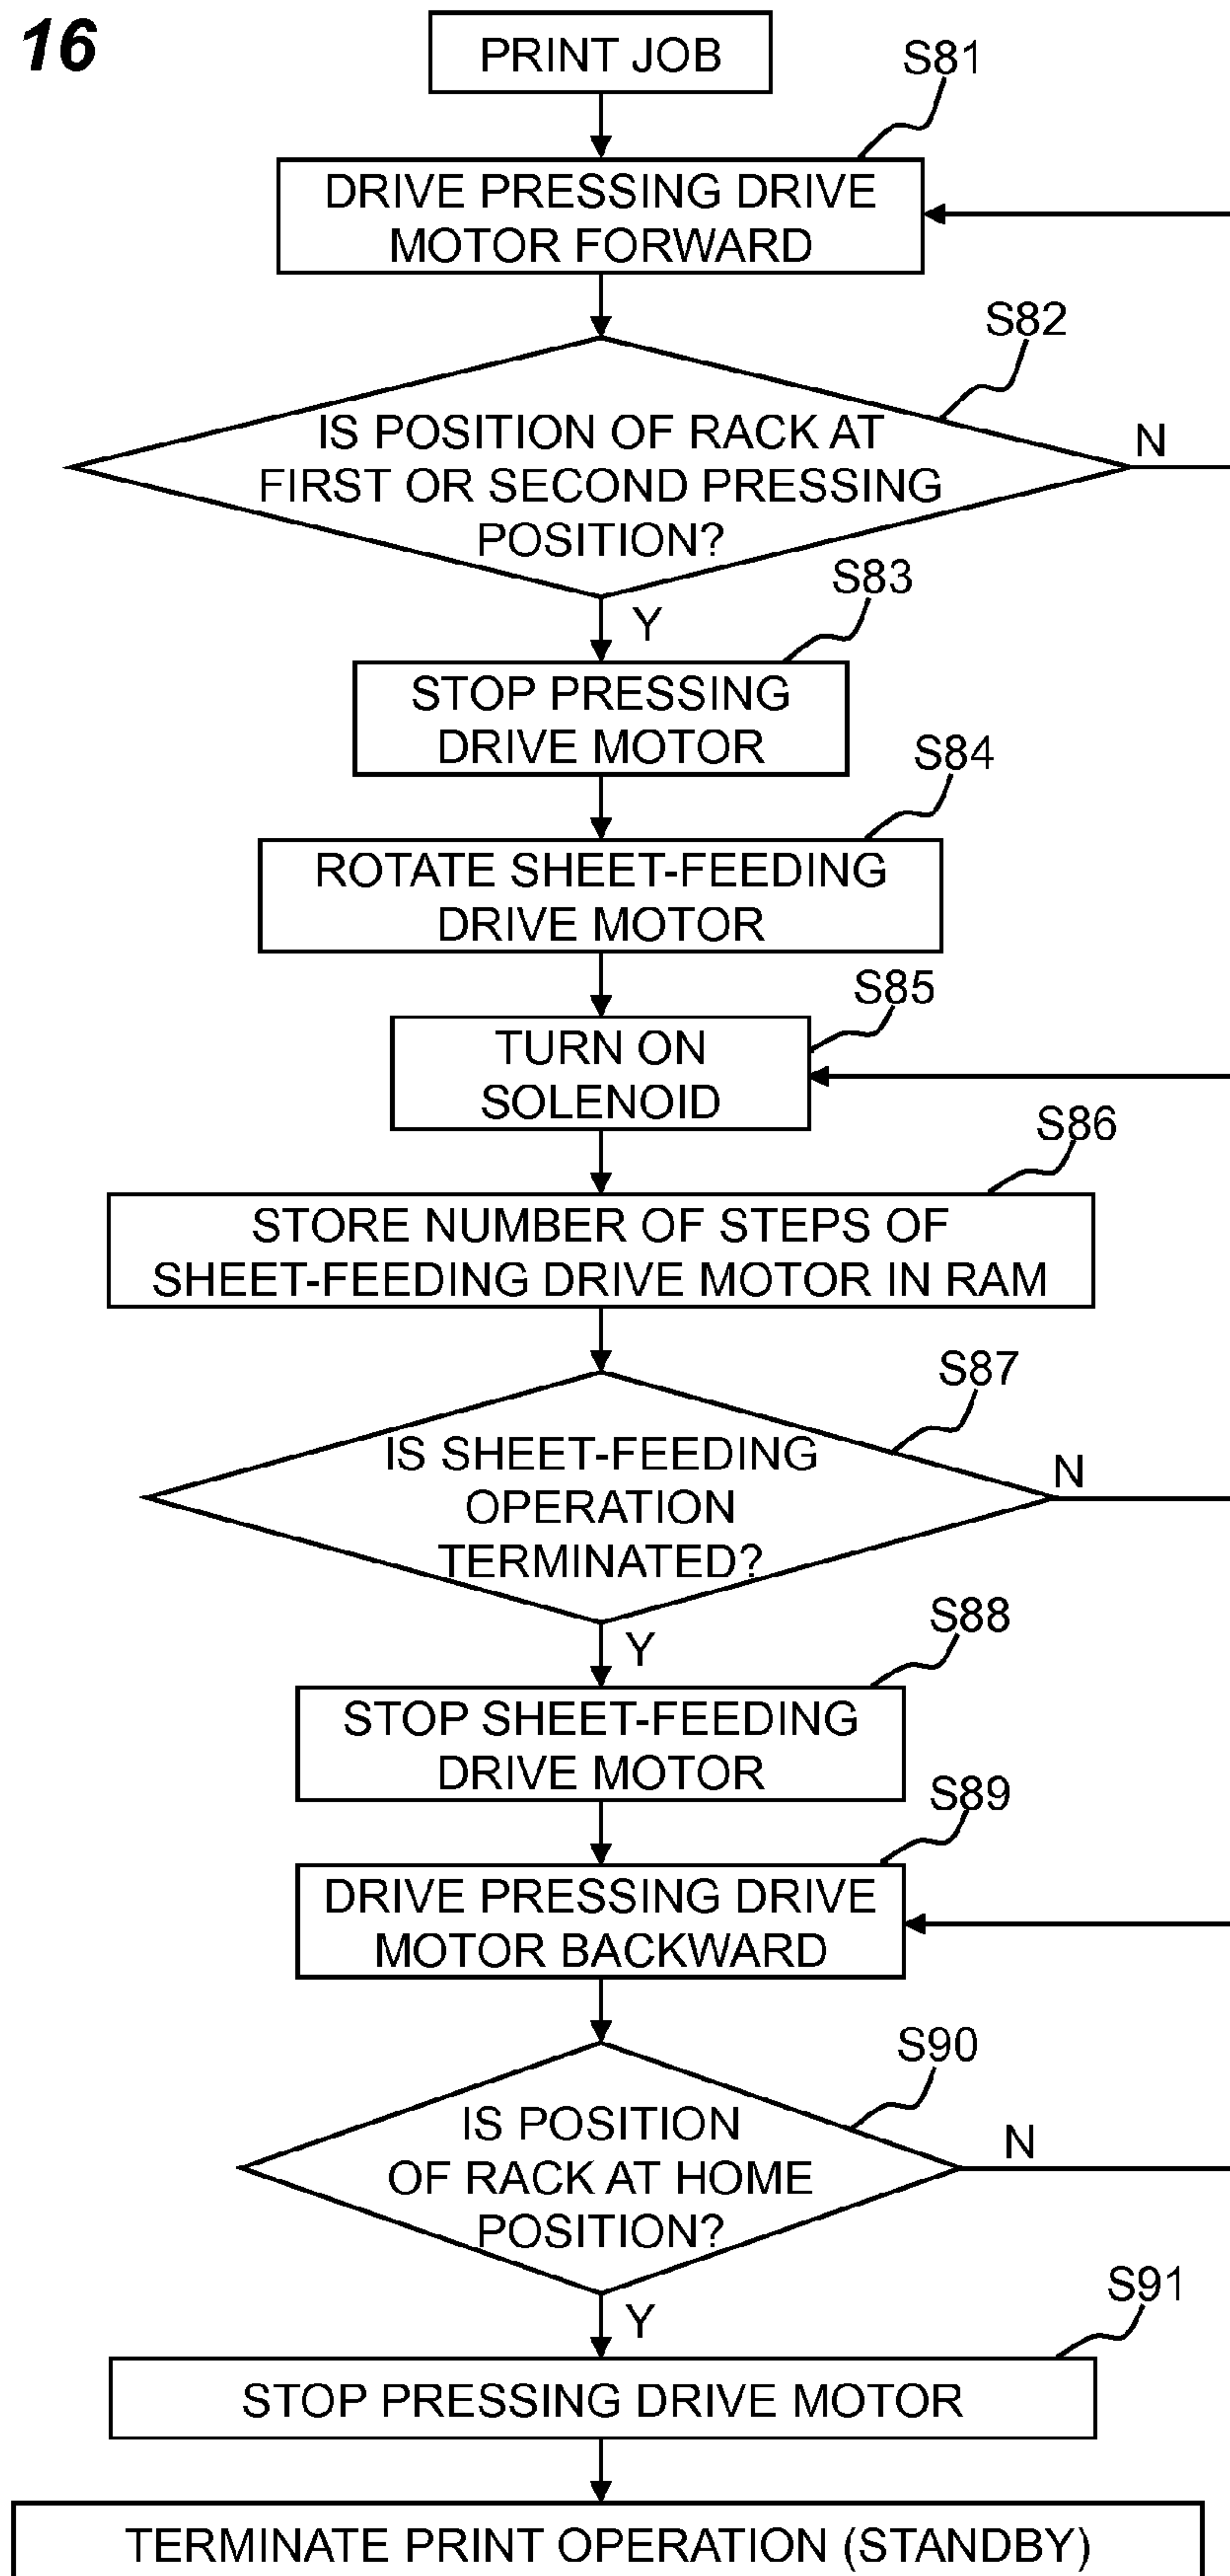 16
PRINT JOB
S81
DRIVE PRESSING DRIVE
MOTOR FORWARD
S82
IS POSITION OF RACK AT
FIRST OR SECOND PRESSING
POSITION?
N
Y
S83
STOP PRESSING
DRIVE MOTOR
S84
ROTATE SHEET-FEEDING
DRIVE MOTOR
S85
TURN ON
SOLENOID
S86
STORE NUMBER OF STEPS OF
SHEET-FEEDING DRIVE MOTOR IN RAM
S87
IS SHEET-FEEDING
OPERATION
TERMINATED?
N
Y
S88
STOP SHEET-FEEDING
DRIVE MOTOR
S89
DRIVE PRESSING DRIVE
MOTOR BACKWARD
S90
IS POSITION
OF RACK AT HOME
POSITION?
N
Y
S91
STOP PRESSING DRIVE MOTOR
TERMINATE PRINT OPERATION (STANDBY)